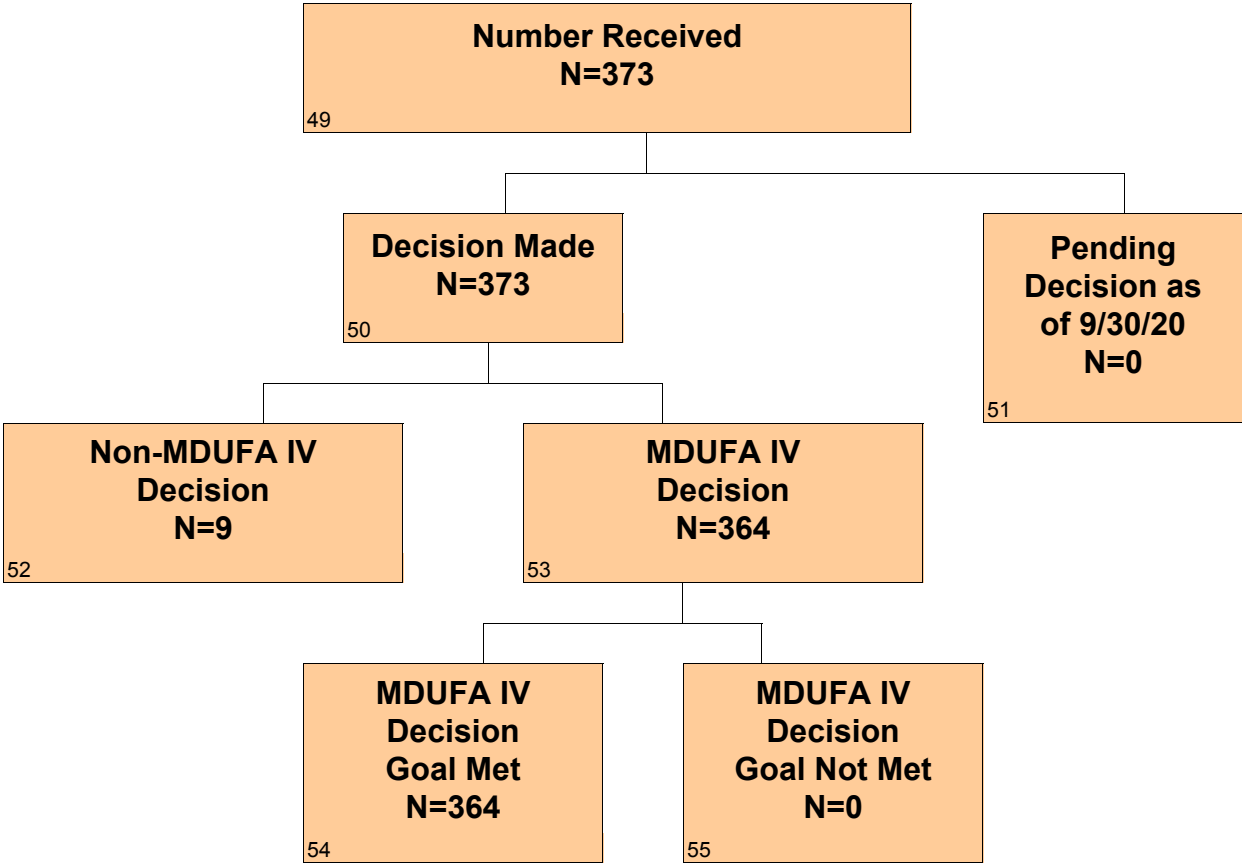 Number Received
N=373
49
Decision Made
N=373
50
Pending
Decision as
of 9/30/20
N=0
51
Non-MDUFA IV
Decision
N=9
52
MDUFA IV
Decision
N=364
53
MDUFA IV
Decision
Goal Met
N=364
54
MDUFA IV
Decision
Goal Not Met
N=0
55